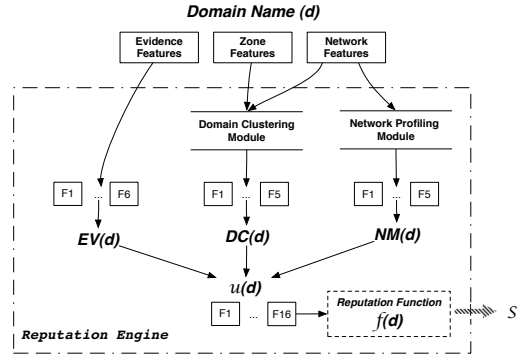 Domain Name (d)
Evidence Features
Zone Features
Network Features
Domain Clustering Module
Network Profiling Module
F1 ... F6
F1 ... F5
F1 ... F5
EV(d)
DC(d)
NM(d)
u(d)
F1 ... F16
Reputation Function
f(d)
S
Reputation Engine